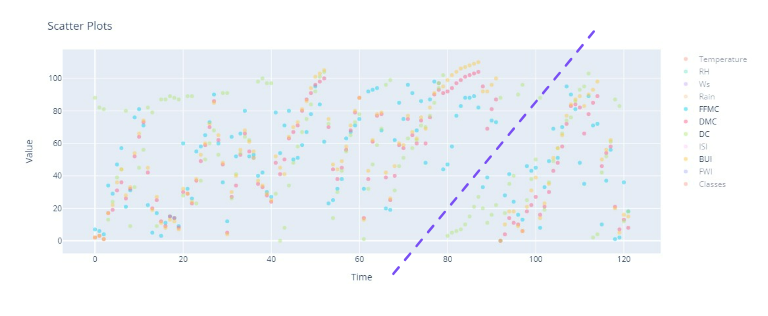 Scatter Plots
Value
100
80
60
40
20
0
0 20 40 60 80 100 120
Time
Temperature
RH
Ws
Rain
FFMC
DMC
DC
ISI
BUI
FWI
Classes